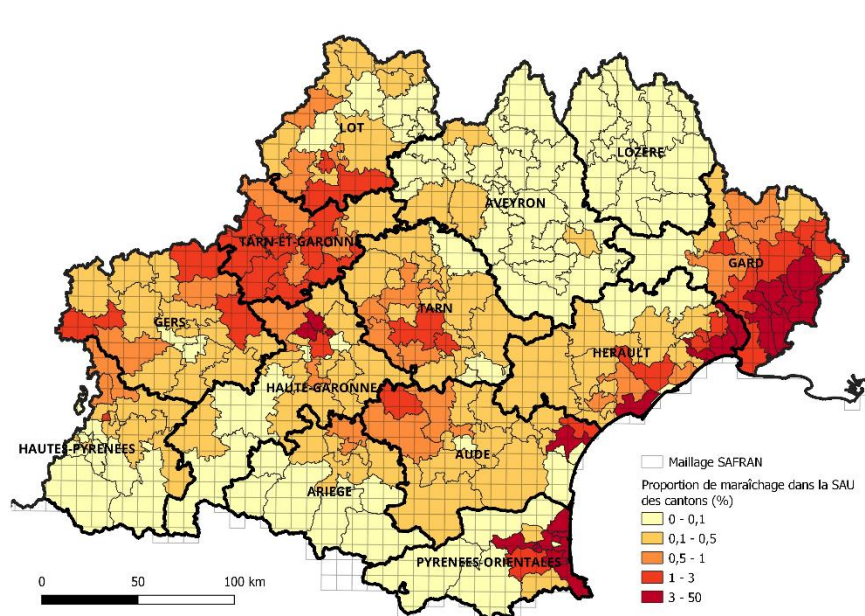 LOT
LOZERE
AVEYRON
TARN-ET-GARONNE
GARD
TARN
GERS
HERAULT
HAUTE-GARONNE
HAUTES-PYRENEES
AUDE
ARIEGE
PYRENEES-ORIENTALES
Maillage SAFRAN
Proportion de maraîchage dans la SAU
des cantons (%)
0 - 0,1
0,1 - 0,5
0,5 - 1
1 - 3
3 - 50
0 50 100 km